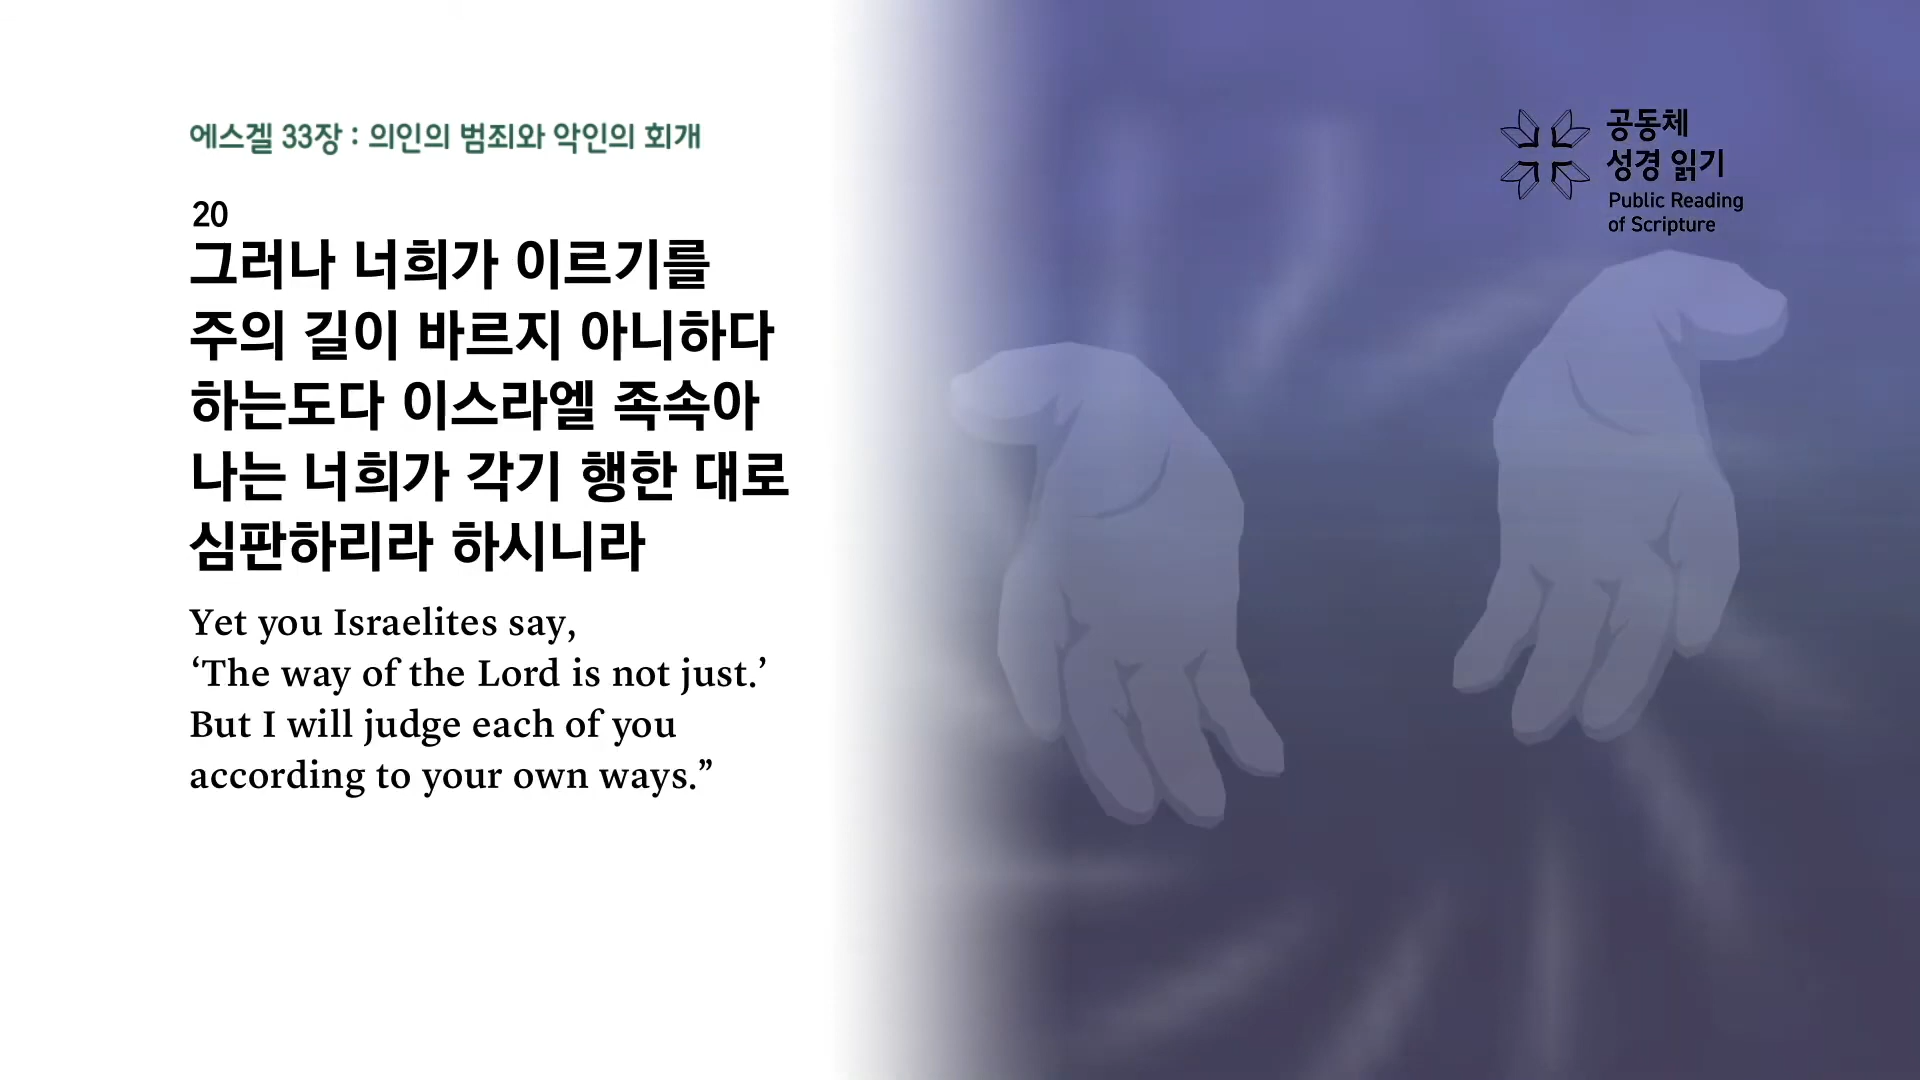 에스겔 33장 : 의인의 범죄와 악인의 회개
20
그러나 너희가 이르기를
주의 길이 바르지 아니하다
하는도다 이스라엘 족속아
나는 너희가 각기 행한 대로
심판하리라 하시니라
Yet you Israelites say,
‘The way of the Lord is not just.’
But I will judge each of you
according to your own ways.”
공동체
성경 읽기
Public Reading
of Scripture